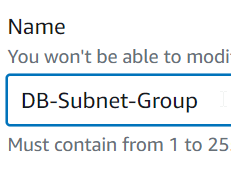 Name
You won't be able to modi
DB-Subnet-Group
Must contain from 1 to 25